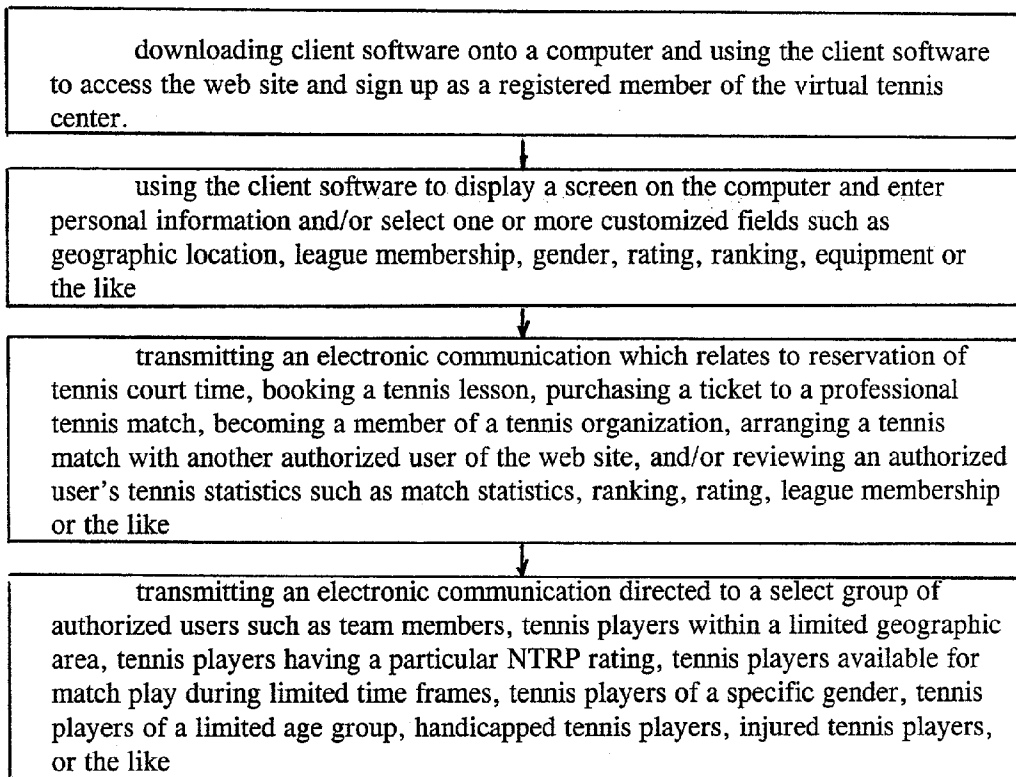 downloading client software onto a computer and using the client software
to access the web site and sign up as a registered member of the virtual tennis
center.
using the client software to display a screen on the computer and enter
personal information and/or select one or more customized fields such as
geographic location, league membership, gender, rating, ranking, equipment or
the like
transmitting an electronic communication which relates to reservation of
tennis court time, booking a tennis lesson, purchasing a ticket to a professional
tennis match, becoming a member of a tennis organization, arranging a tennis
match with another authorized user of the web site, and/or reviewing an authorized
user's tennis statistics such as match statistics, ranking, rating, league membership
or the like
transmitting an electronic communication directed to a select group of
authorized users such as team members, tennis players within a limited geographic
area, tennis players having a particular NTRP rating, tennis players available for
match play during limited time frames, tennis players of a specific gender, tennis
players of a limited age group, handicapped tennis players, injured tennis players,
or the like